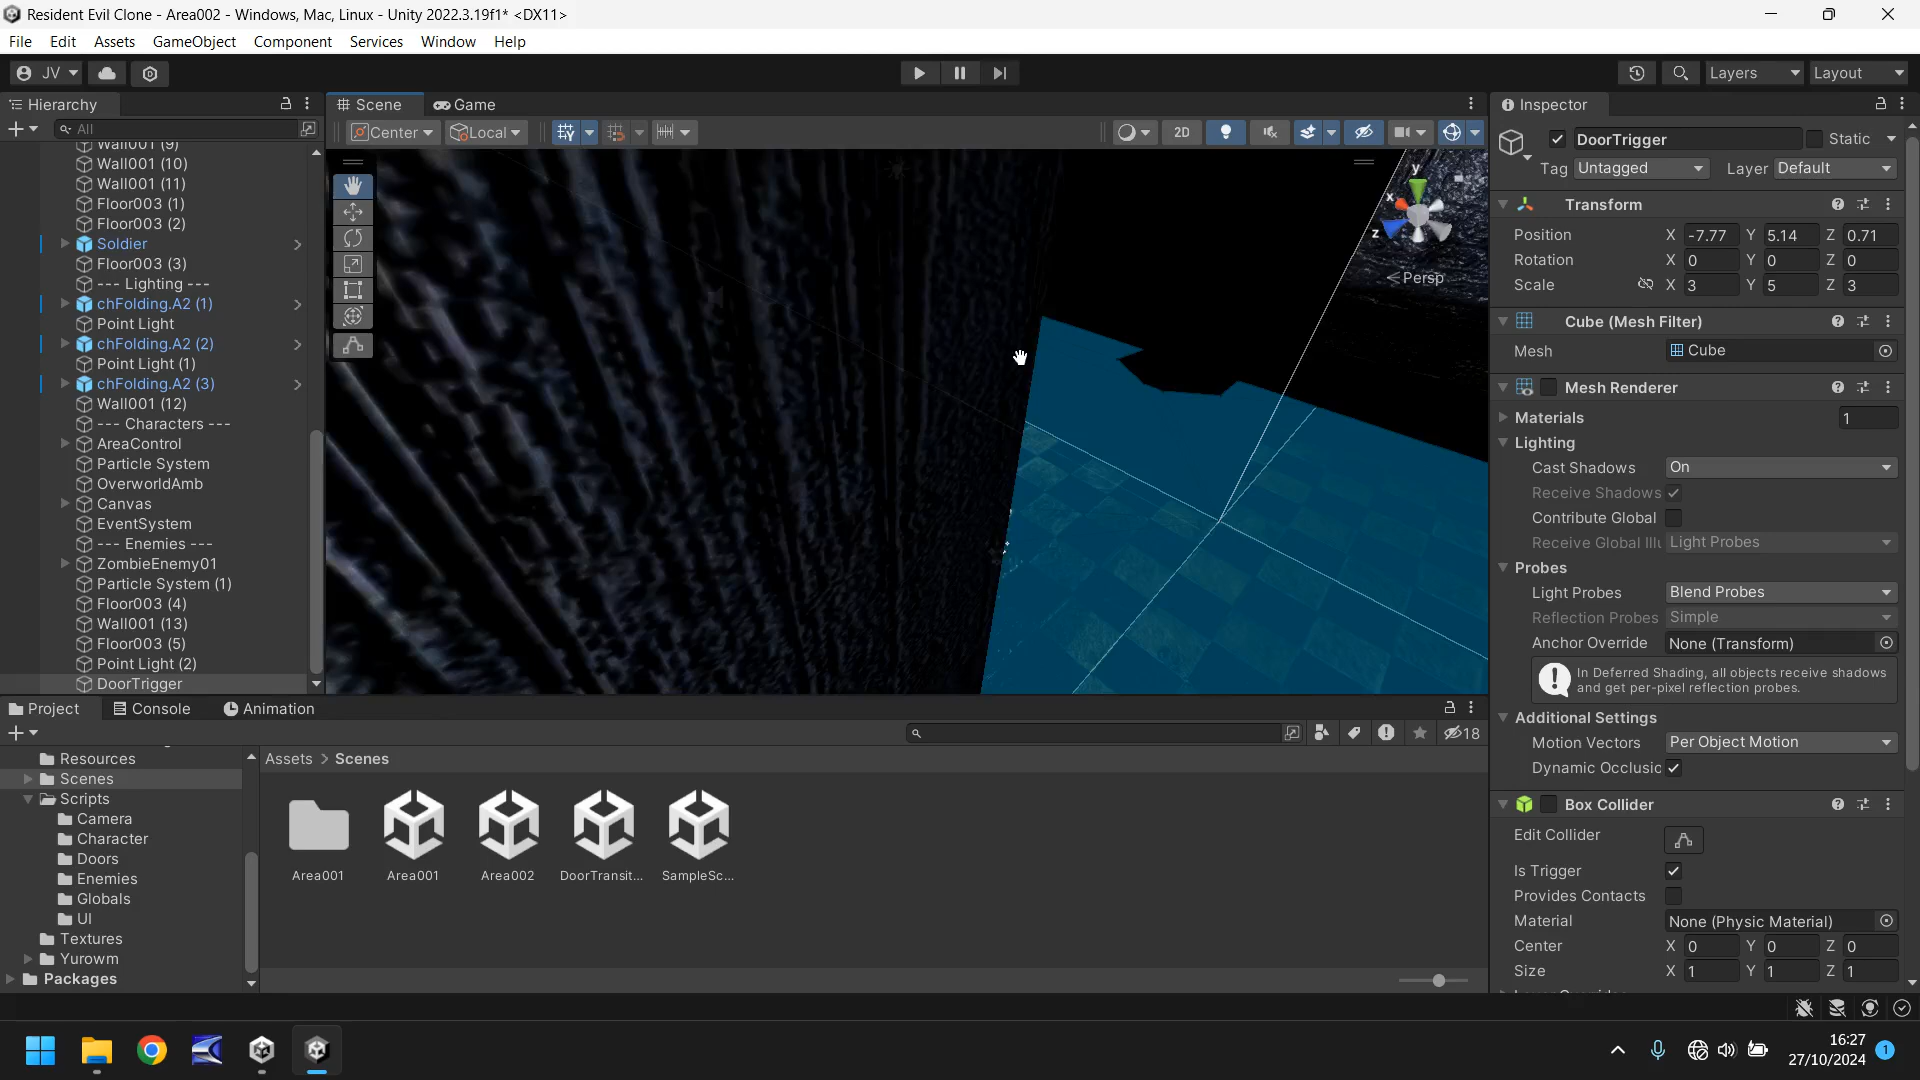 Resident Evil Clone - Area002 - Windows, Mac, Linux - Unity 2022.3.19f1* <DX11>
File Edit Assets GameObject Component Services Window Help
JV Layers Layout
Hierarchy
All
Wall001 (9)
Wall001 (10)
Wall001 (11)
Floor003 (1)
Floor003 (2)
Soldier
Floor003 (3)
--- Lighting ---
chFolding.A2 (1)
Point Light
chFolding.A2 (2)
Point Light (1)
chFolding.A2 (3)
Wall001 (12)
--- Characters ---
AreaControl
Particle System
OverworldAmb
Canvas
EventSystem
--- Enemies ---
ZombieEnemy01
Particle System (1)
Floor003 (4)
Wall001 (13)
Floor003 (5)
Point Light (2)
DoorTrigger
Scene Game
Center Local 2D
y
x
z
Persp
Inspector
DoorTrigger Static
Tag Untagged Layer Default
Transform
Position X -7.77 Y 5.14 Z 0.71
Rotation X 0 Y 0 Z 0
Scale X 3 Y 5 Z 3
Cube (Mesh Filter)
Mesh Cube
Mesh Renderer
Materials 1
Lighting
Cast Shadows On
Receive Shadows
Contribute Global
Receive Global Illu Light Probes
Probes
Light Probes Blend Probes
Reflection Probes Simple
Anchor Override None (Transform)
In Deferred Shading, all objects receive shadows
and get per-pixel reflection probes.
Additional Settings
Motion Vectors Per Object Motion
Dynamic Occlusic
Box Collider
Edit Collider
Is Trigger
Provides Contacts
Material None (Physic Material)
Center X 0 Y 0 Z 0
Size X 1 Y 1 Z 1
Project Console Animation
18
Resources
Scenes
Scripts
Camera
Character
Doors
Enemies
Globals
UI
Textures
Yurowm
Packages
Assets > Scenes
Area001 Area001 Area002 DoorTransit... SampleSc...
16:27
27/10/2024
1